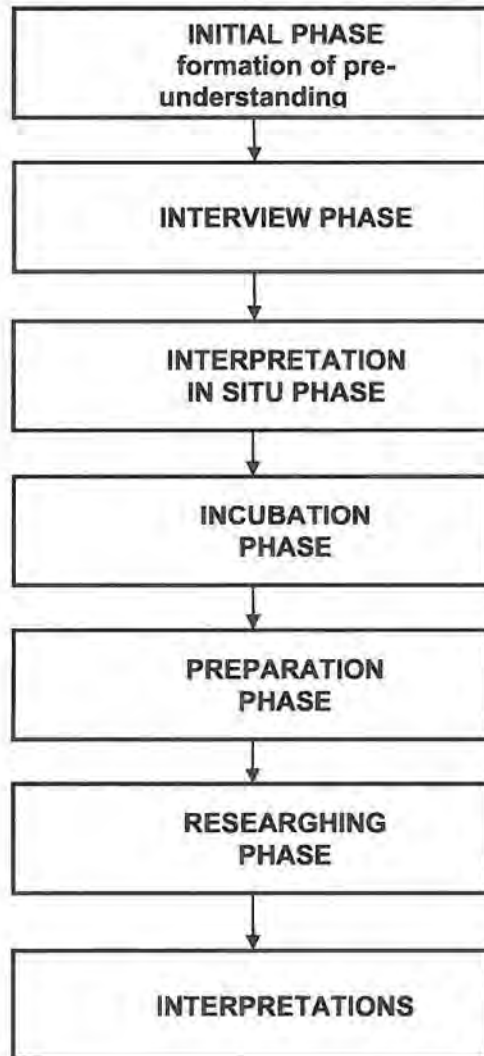 INITIAL PHASE
formation of pre-
understanding
INTERVIEW PHASE
INTERPRETATION
IN SITU PHASE
INCUBATION
PHASE
PREPARATION
PHASE
RESEARGHING
PHASE
INTERPRETATIONS